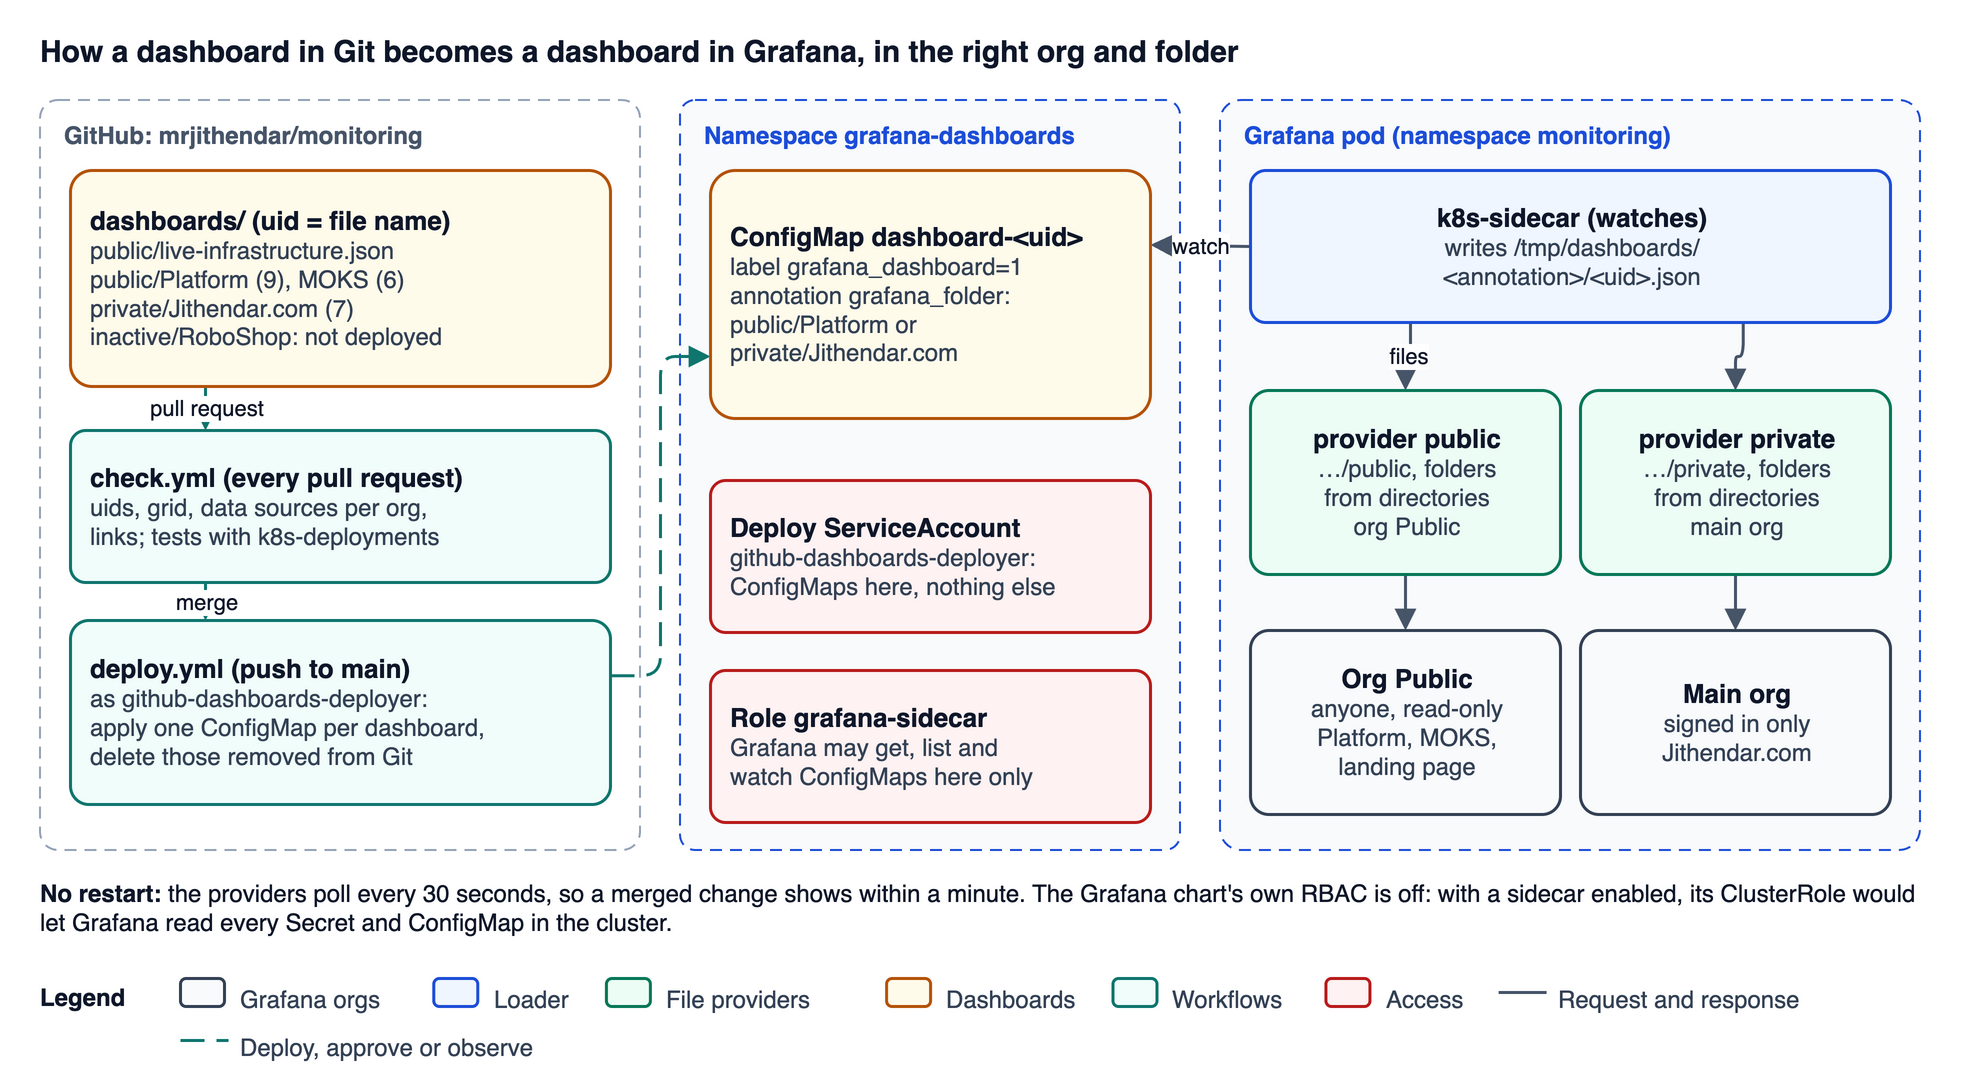 How a dashboard in Git becomes a dashboard in Grafana, in the right org and folder
GitHub: mrjithendar/monitoring
dashboards/ (uid = file name)
public/live-infrastructure.json
public/Platform (9), MOKS (6)
private/Jithendar.com (7)
inactive/RoboShop: not deployed
pull request
check.yml (every pull request)
uids, grid, data sources per org,
links; tests with k8s-deployments
merge
deploy.yml (push to main)
as github-dashboards-deployer:
apply one ConfigMap per dashboard,
delete those removed from Git
Namespace grafana-dashboards
ConfigMap dashboard-<uid>
label grafana_dashboard=1
annotation grafana_folder:
public/Platform or
private/Jithendar.com
Deploy ServiceAccount
github-dashboards-deployer:
ConfigMaps here, nothing else
Role grafana-sidecar
Grafana may get, list and
watch ConfigMaps here only
watch
Grafana pod (namespace monitoring)
k8s-sidecar (watches)
writes /tmp/dashboards/
<annotation>/<uid>.json
files
provider public
…/public, folders
from directories
org Public
provider private
…/private, folders
from directories
main org
Org Public
anyone, read-only
Platform, MOKS,
landing page
Main org
signed in only
Jithendar.com
No restart: the providers poll every 30 seconds, so a merged change shows within a minute. The Grafana chart's own RBAC is off: with a sidecar enabled, its ClusterRole would
let Grafana read every Secret and ConfigMap in the cluster.
Legend
Grafana orgs
Loader
File providers
Dashboards
Workflows
Access
Request and response
Deploy, approve or observe